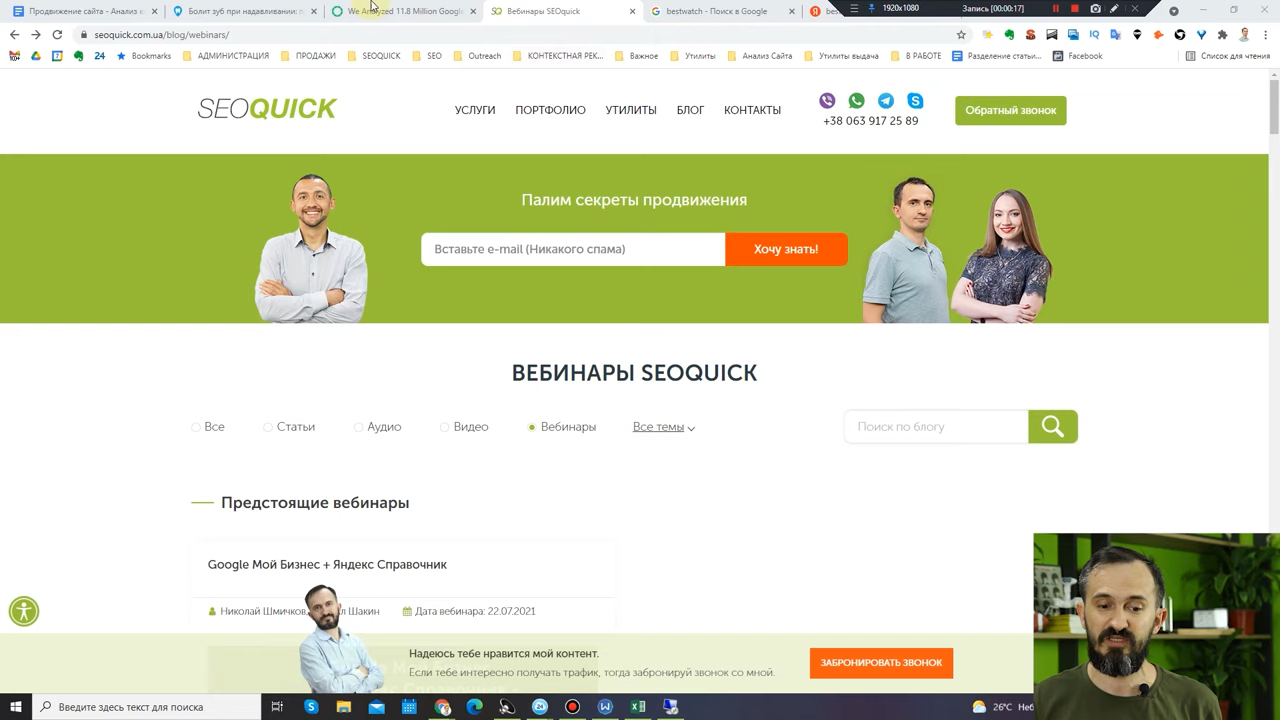 Продвижение сайта - Анализ к
Болит зуб при надавливании: в
We Analyzed 11.8 Million Google
Вебинары SEOquick
bestwatch - Поиск в Google
bes
1920x1080
Запись [00:00:17]
seoquick.com.ua/blog/webinars/
Bookmarks
АДМИНИСТРАЦИЯ
ПРОДАЖИ
SEOQUICK
SEO
Outreach
КОНТЕКСТНАЯ РЕК...
Важное
Утилиты
Анализ Сайта
Утилиты выдача
В РАБОТЕ
Разделение статьи...
Facebook
Список для чтения
SEOQUICK
УСЛУГИ
ПОРТФОЛИО
УТИЛИТЫ
БЛОГ
КОНТАКТЫ
+38 063 917 25 89
Обратный звонок
Палим секреты продвижения
Вставьте e-mail (Никакого спама)
Хочу знать!
ВЕБИНАРЫ SEOQUICK
Все
Статьи
Аудио
Видео
Вебинары
Все темы
Поиск по блогу
Предстоящие вебинары
Google Мой Бизнес + Яндекс Справочник
Николай Шмичков, л Шакин
Дата вебинара: 22.07.2021
Надеюсь тебе нравится мой контент.
Если тебе интересно получать трафик, тогда забронируй звонок со мной.
ЗАБРОНИРОВАТЬ ЗВОНОК
Введите здесь текст для поиска
24
26°C Неб